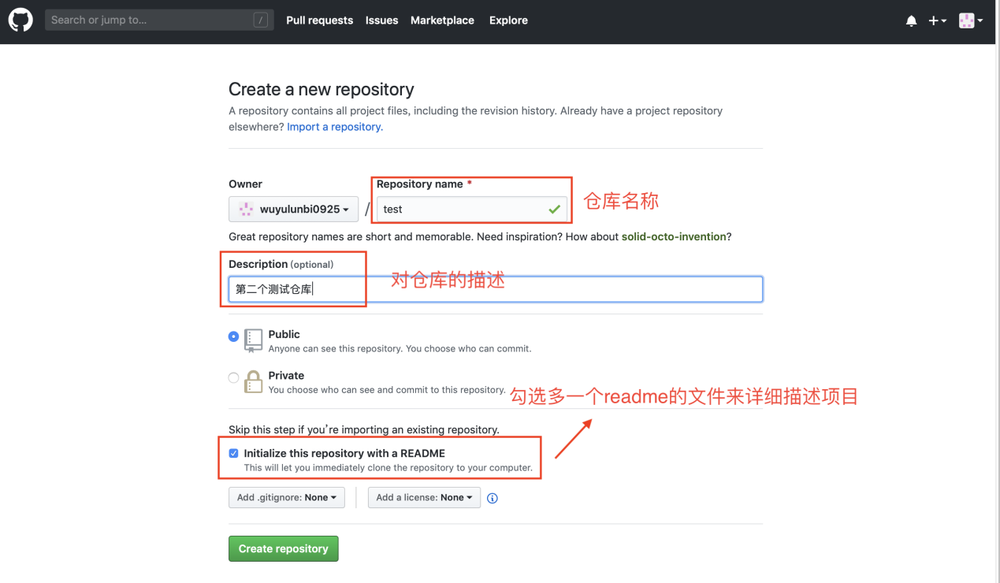 Search or jump to... /
Pull requests Issues Marketplace Explore
Create a new repository
A repository contains all project files, including the revision history. Already have a project repository
elsewhere? Import a repository.
Owner
Repository name *
wuyulunbi0925 / test
仓库名称
Great repository names are short and memorable. Need inspiration? How about solid-octo-invention?
Description (optional)
对仓库的描述
第二个测试仓库
Public
Anyone can see this repository. You choose who can commit.
Private
You choose who can see and commit to this repository.
勾选多一个readme的文件来详细描述项目
Skip this step if you’re importing an existing repository.
Initialize this repository with a README
This will let you immediately clone the repository to your computer.
Add .gitignore: None Add a license: None
Create repository